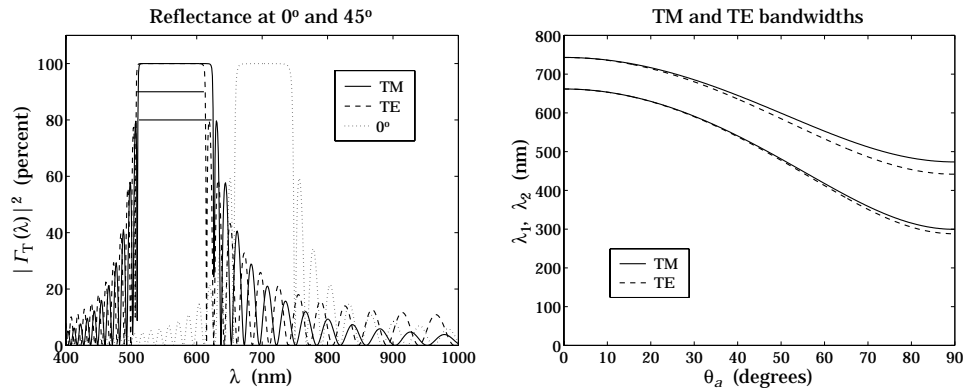 Reflectance at 0º and 45º
| Γ_T(λ) |² (percent)
100
80
60
40
20
0
TM
TE
0º
400 500 600 700 800 900 1000
λ (nm)
TM and TE bandwidths
λ₁, λ₂ (nm)
800
700
600
500
400
300
200
100
0
TM
TE
0 10 20 30 40 50 60 70 80 90
θ_a (degrees)